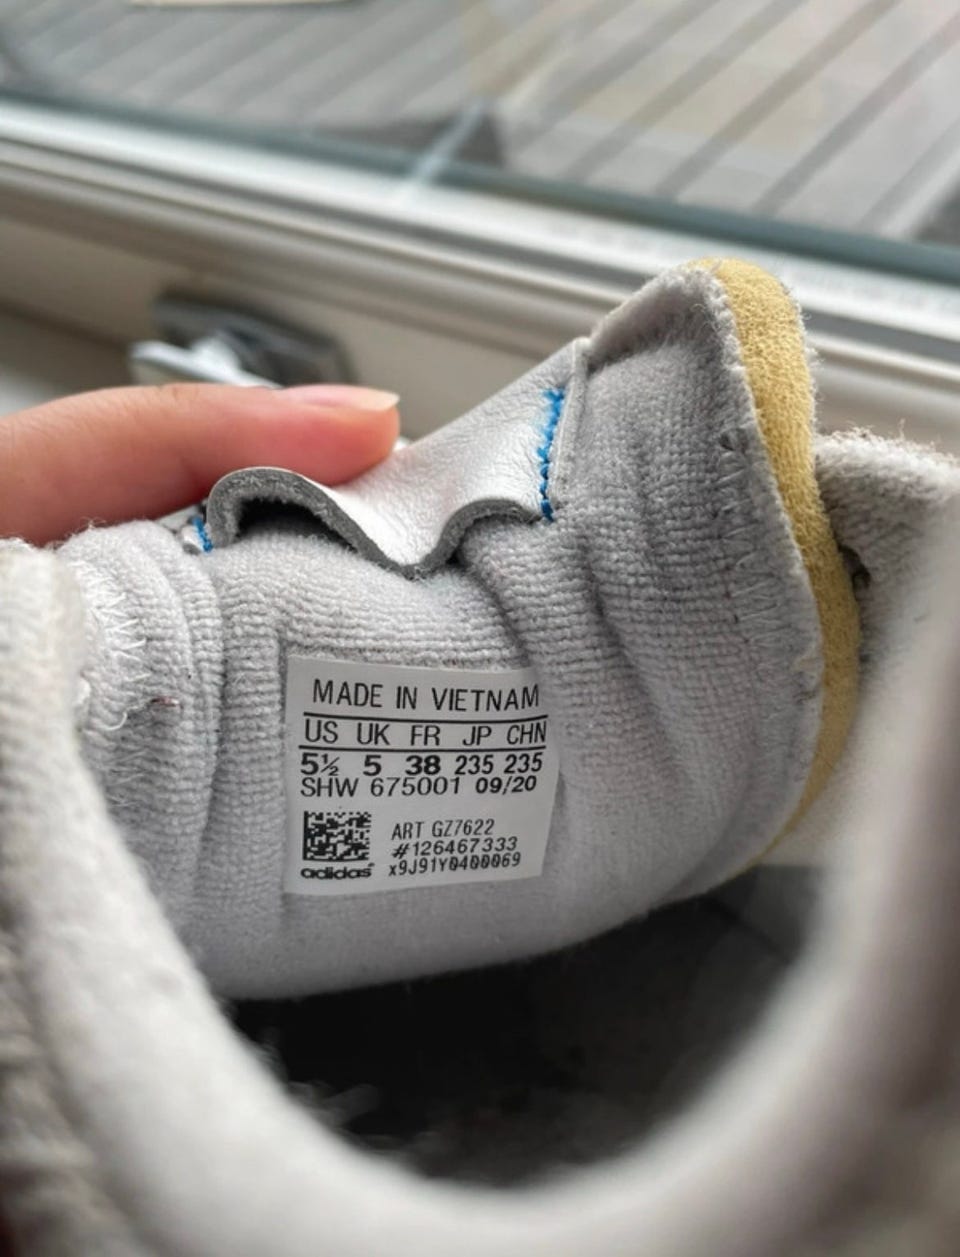 MADE IN VIETNAM
US UK FR JP CHN
5½ 5 38 235 235
SHW 675001 09/20
ART GZ7622
#126467333
x9J91Y0400069
adidas